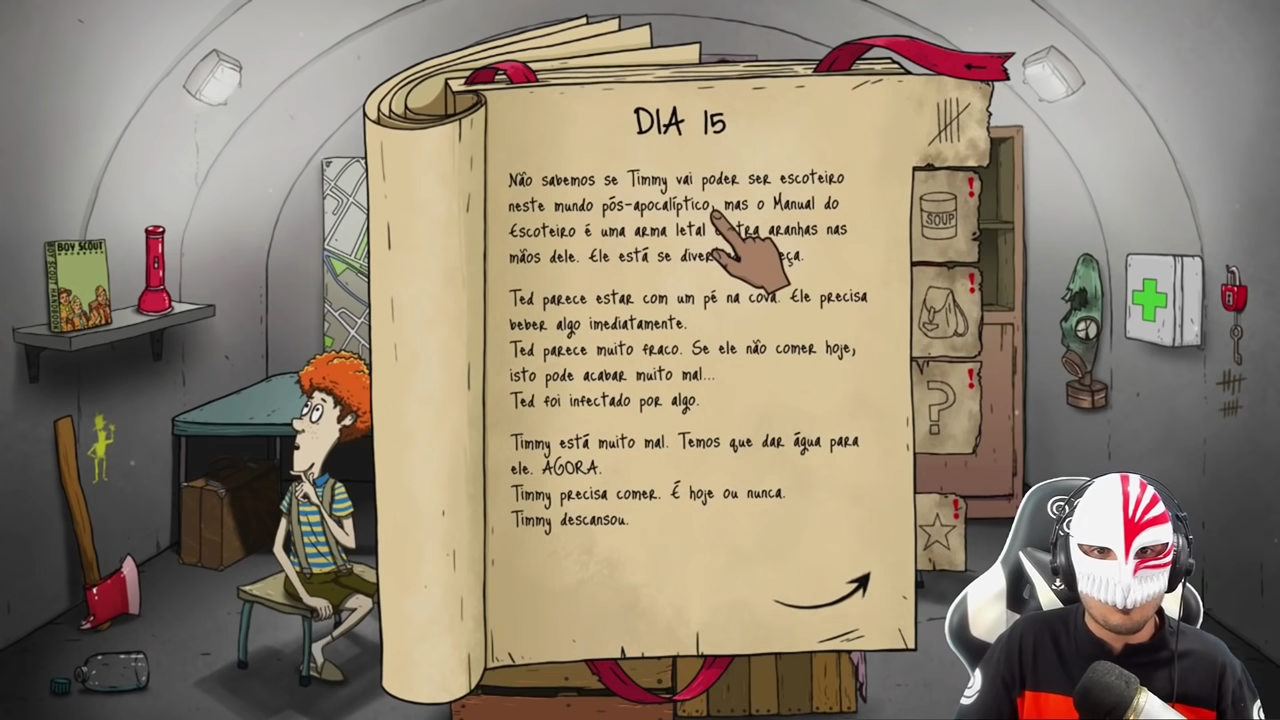 DIA 15
Não sabemos se Timmy vai poder ser escoteiro
neste mundo pós-apocalíptico, mas o Manual do
Escoteiro é uma arma letal aranhas nas
mãos dele. Ele está se
Ted parece estar com um pé na cova. Ele precisa
beber algo imediatamente.
Ted parece muito fraco. Se ele não comer hoje,
isto pode acabar muito mal...
Ted foi infectado por algo.
Timmy está muito mal. Temos que dar água para
ele. AGORA.
Timmy precisa comer. É hoje ou nunca.
Timmy descansou.
BOY SCOUT
SOUP
!
!
?
!
!